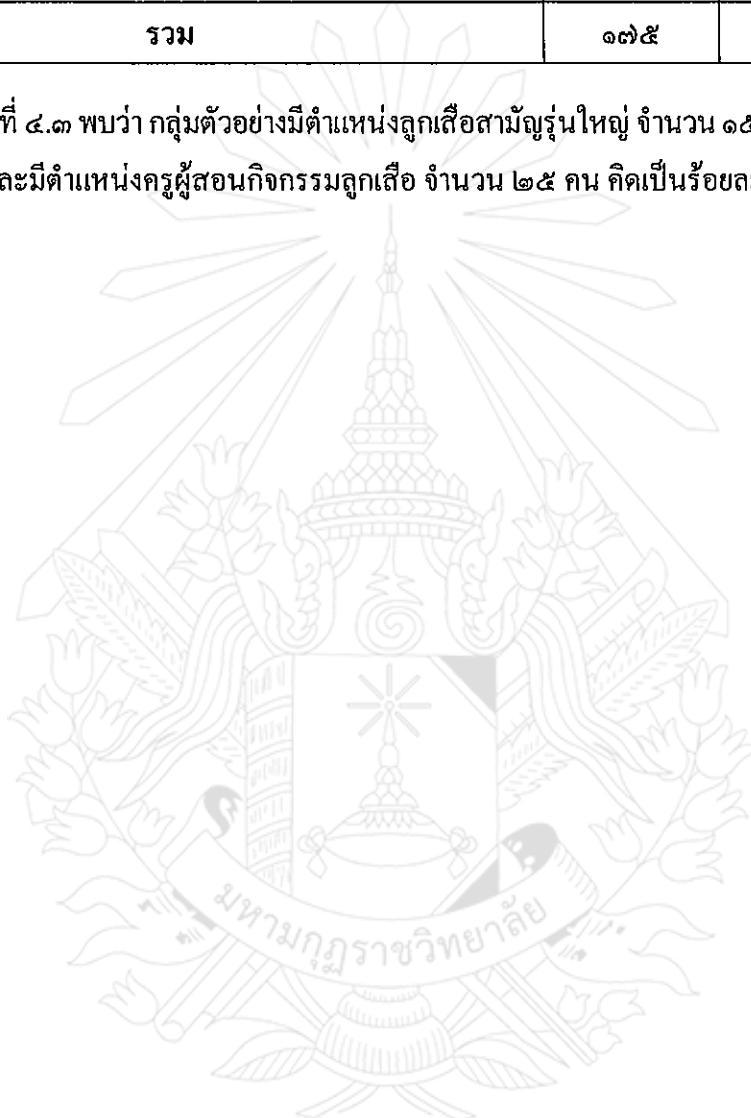 รวม ๑๗๕
ที่ ๔.๓ พบว่า กลุ่มตัวอย่างมีตำแหน่งลูกเสือสามัญรุ่นใหญ่ จำนวน ๑๕
ละมีตำแหน่งครูผู้สอนกิจกรรมลูกเสือ จำนวน ๒๕ คน คิดเป็นร้อยละ
มหามกุฏราชวิทยาลัย